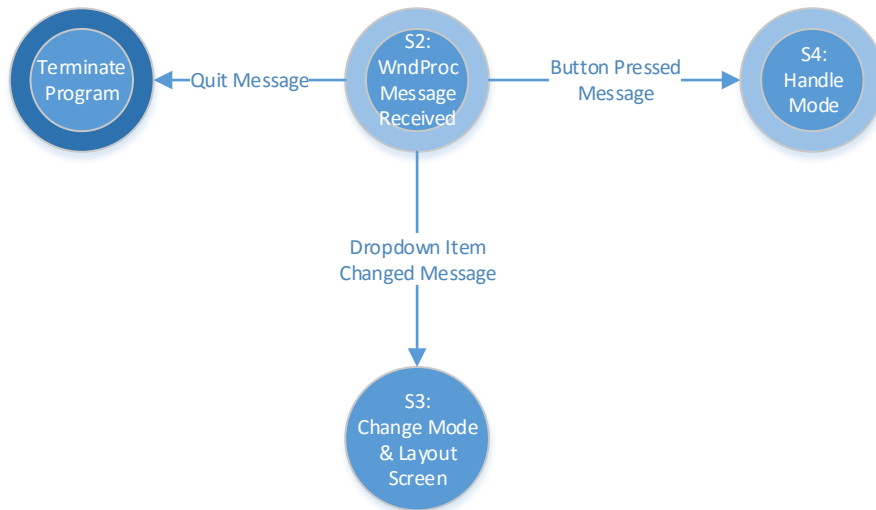 Terminate
Program
Quit Message
S2:
WndProc
Message
Received
Button Pressed
Message
S4:
Handle
Mode
Dropdown Item
Changed Message
S3:
Change Mode
& Layout
Screen